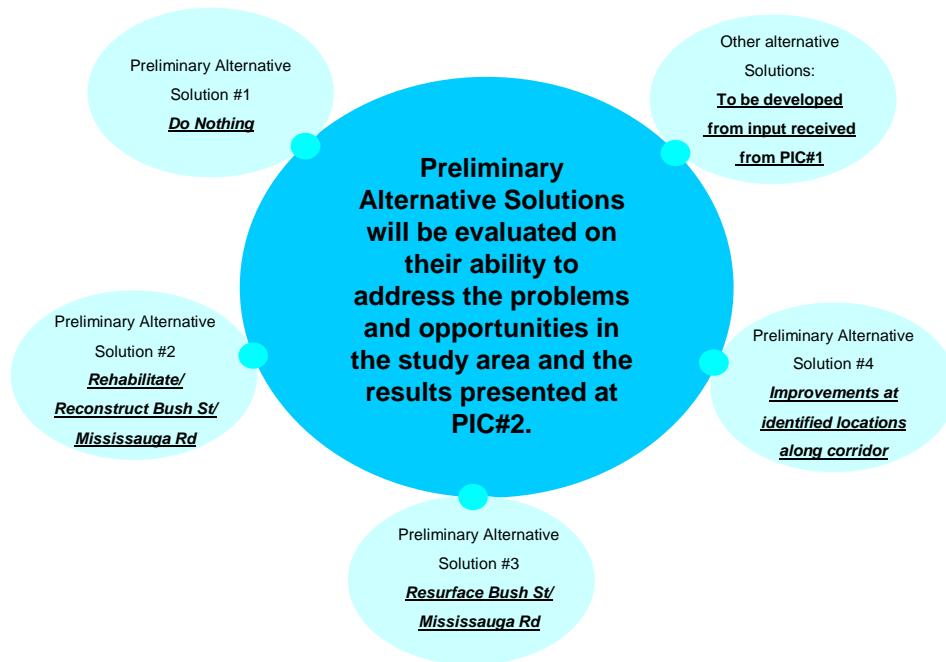 Preliminary Alternative
Solution #1
Do Nothing
Other alternative
Solutions:
To be developed
from input received
from PIC#1
Preliminary
Alternative Solutions
will be evaluated on
their ability to
address the problems
and opportunities in
the study area and the
results presented at
PIC#2.
Preliminary Alternative
Solution #2
Rehabilitate/
Reconstruct Bush St/
Mississauga Rd
Preliminary Alternative
Solution #4
Improvements at
identified locations
along corridor
Preliminary Alternative
Solution #3
Resurface Bush St/
Mississauga Rd